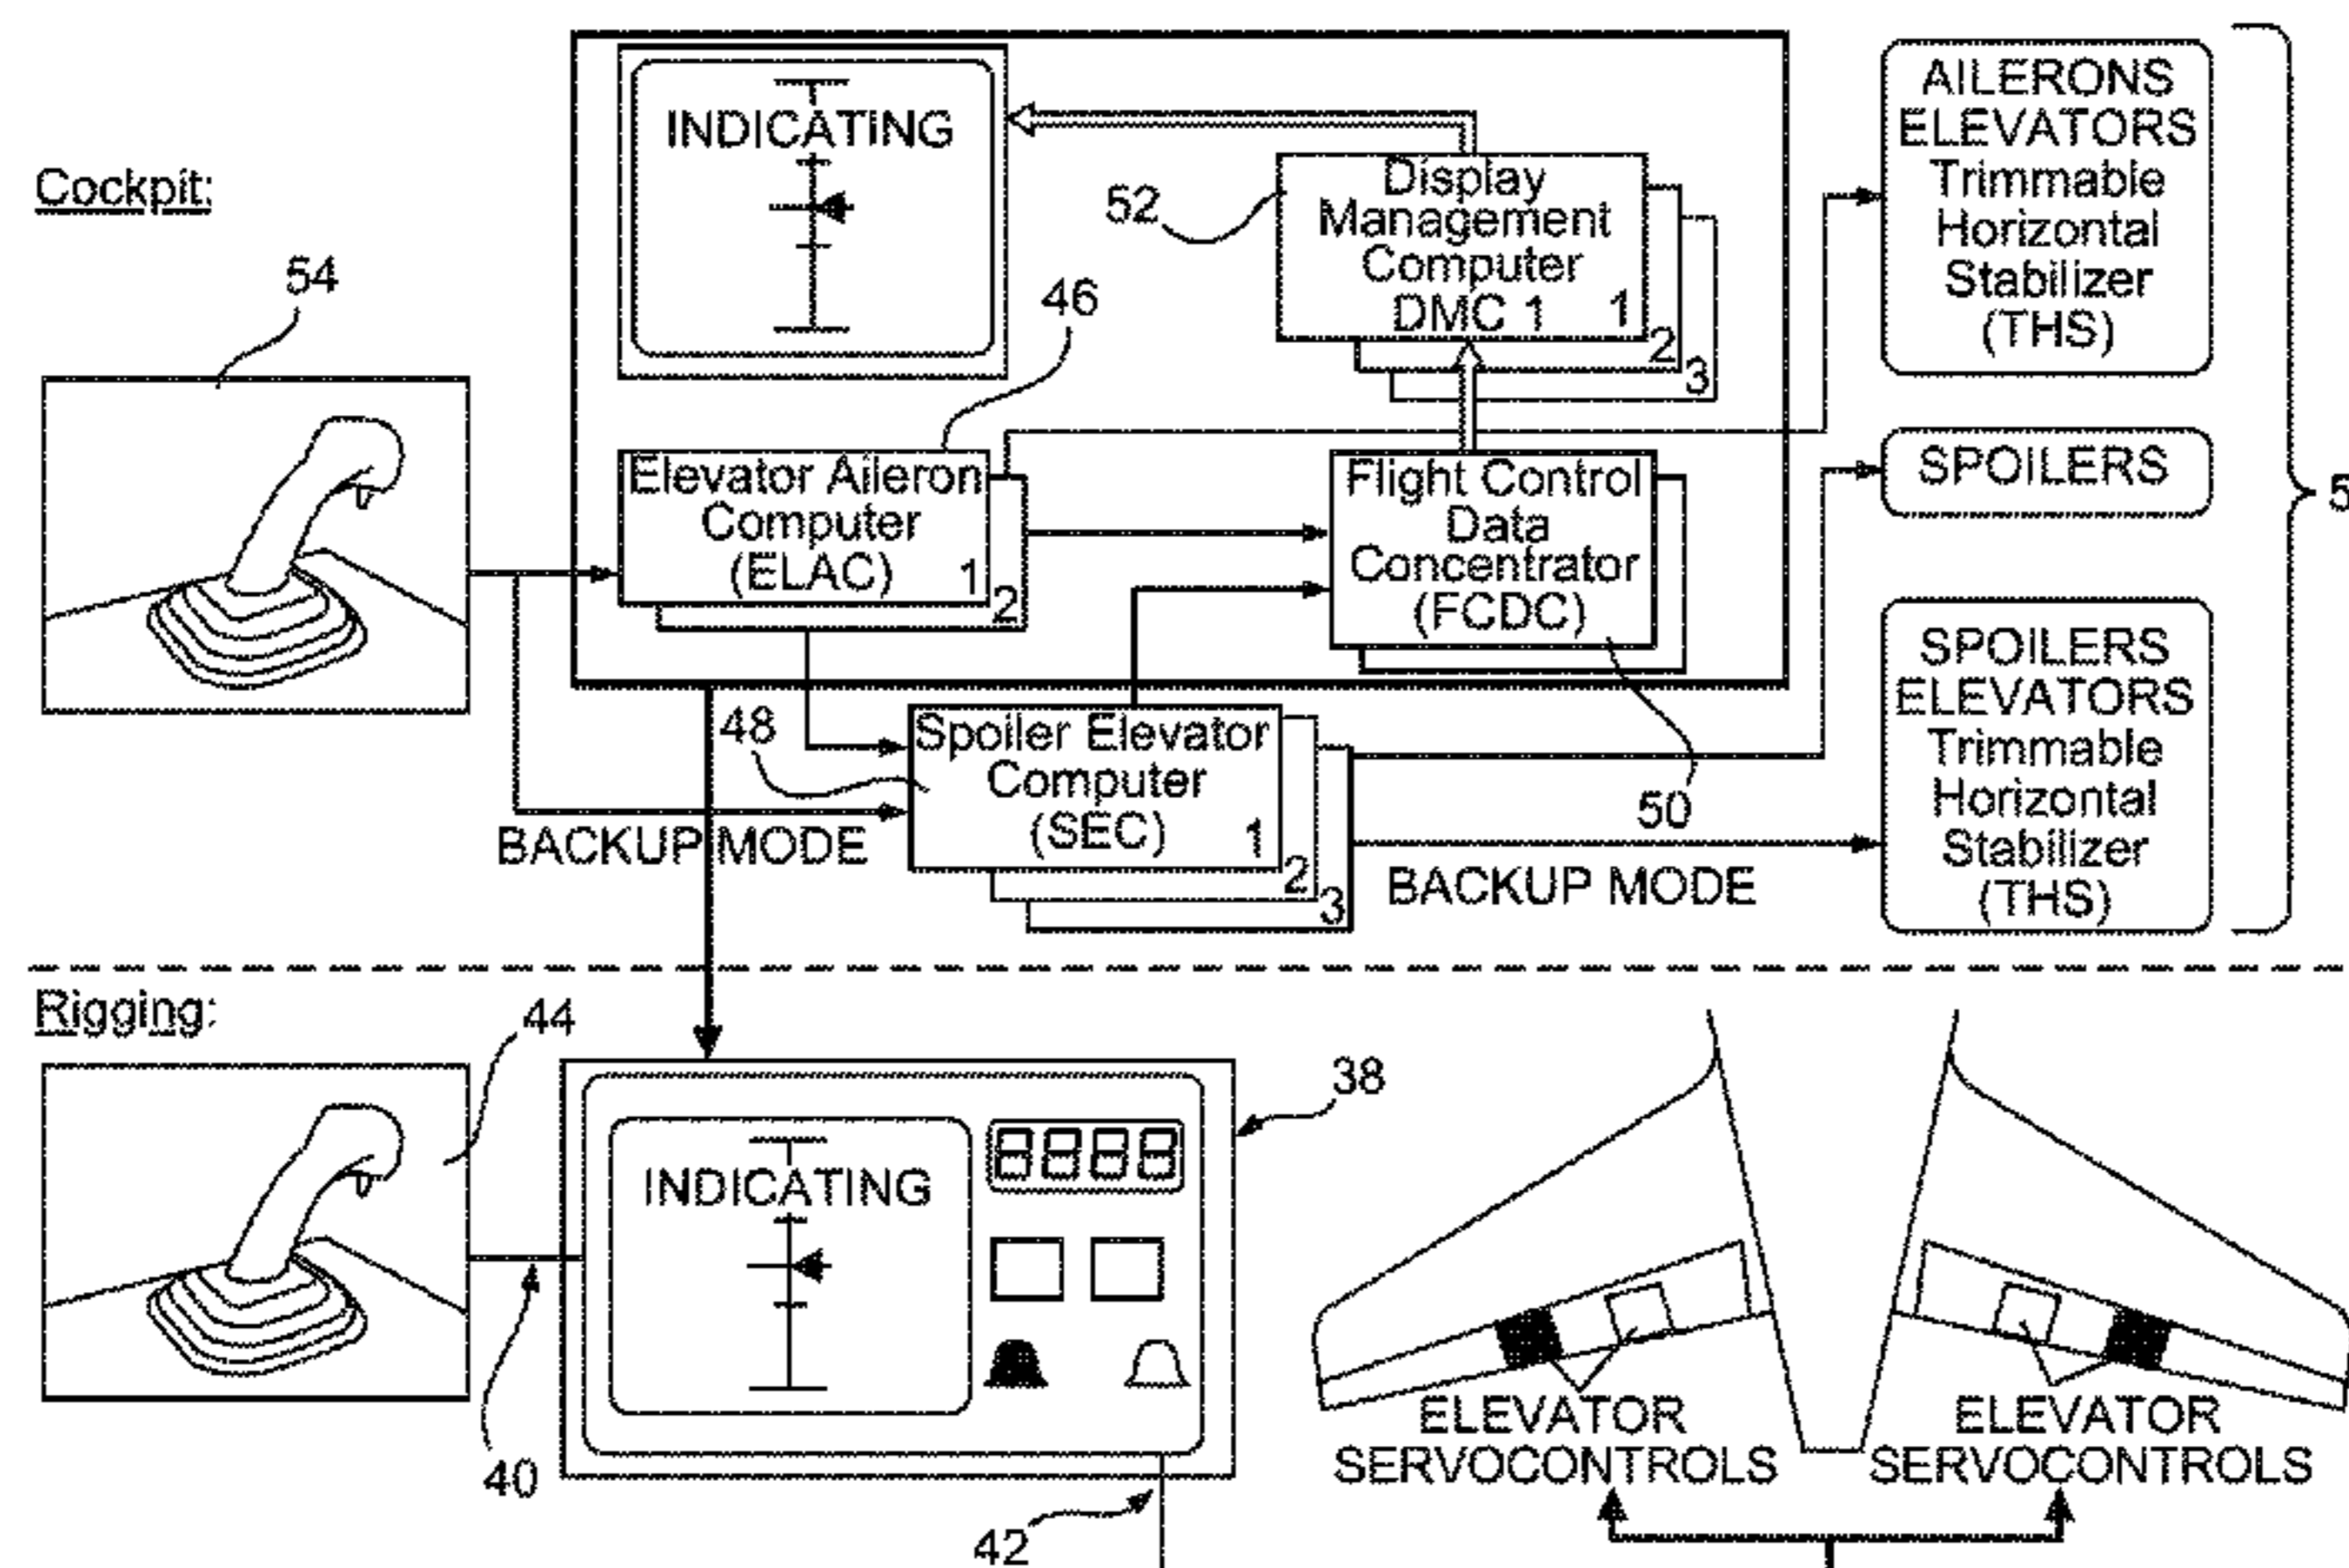 Cockpit:
54
INDICATING
46
52
Display
Management
Computer
DMC 1
1
2
3
Elevator Aileron
Computer
(ELAC)
1
2
Flight Control
Data
Concentrator
(FCDC)
50
48
Spoiler Elevator
Computer
(SEC)
1
2
3
BACKUP MODE
BACKUP MODE
AILERONS
ELEVATORS
Trimmable
Horizontal
Stabilizer
(THS)
SPOILERS
SPOILERS
ELEVATORS
Trimmable
Horizontal
Stabilizer
(THS)
Rigging:
44
40
INDICATING
8888
38
42
ELEVATOR
SERVOCONTROLS
ELEVATOR
SERVOCONTROLS